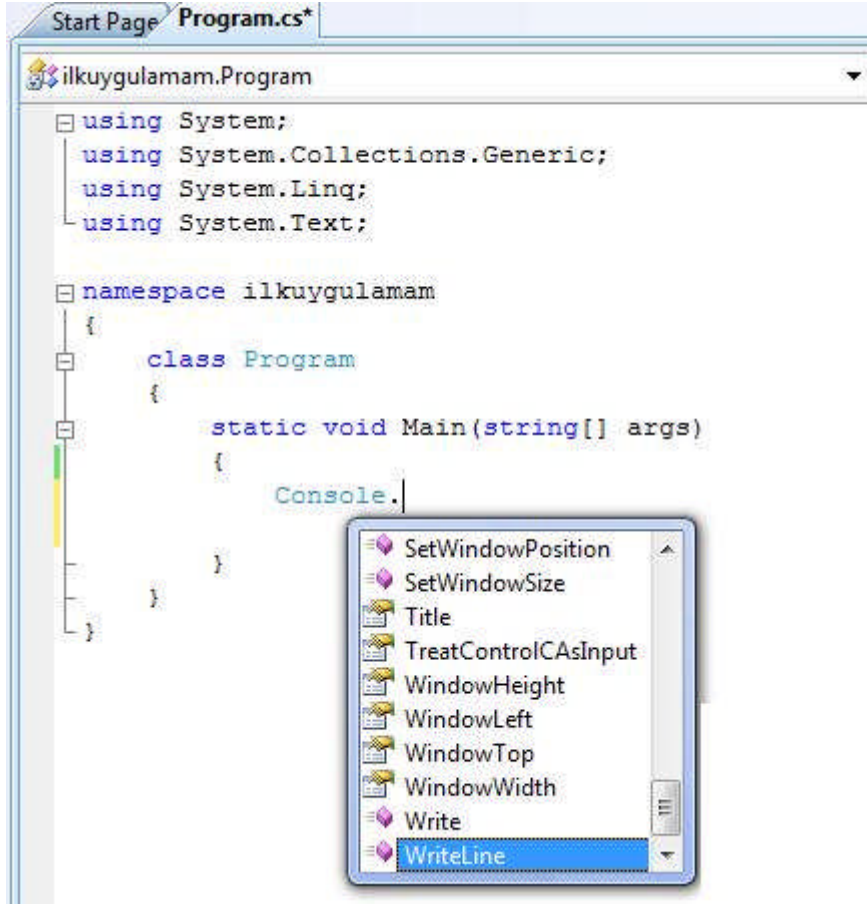 Start Page Program.cs*
ilkuygulamam.Program
using System;
using System.Collections.Generic;
using System.Linq;
using System.Text;
namespace ilkuygulamam
{
class Program
{
static void Main(string[] args)
{
Console.
SetWindowPosition
SetWindowSize
Title
TreatControlCAsInput
WindowHeight
WindowLeft
WindowTop
WindowWidth
Write
WriteLine
}
}
}